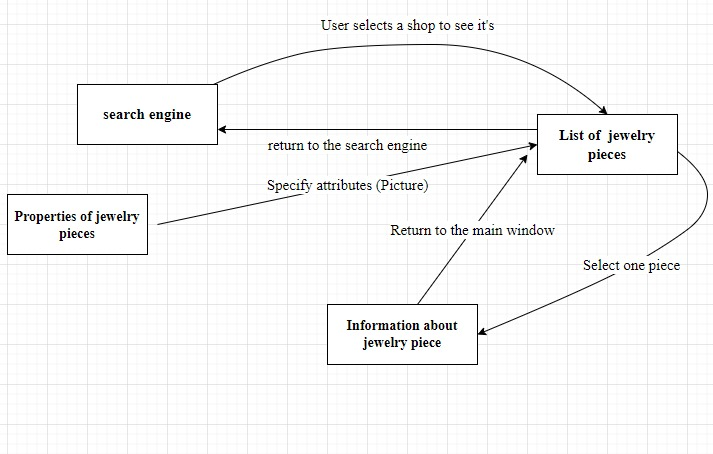 User selects a shop to see it's
search engine
List of jewelry
pieces
return to the search engine
Specify attributes (Picture)
Properties of jewelry
pieces
Return to the main window
Select one piece
Information about
jewelry piece